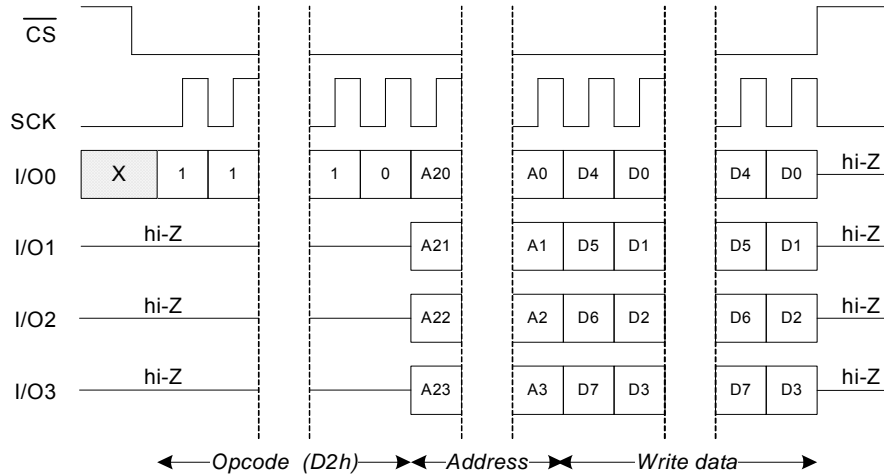 CS
SCK
I/O0 X 1 1 1 0 A20 A0 D4 D0 D4 D0 hi-Z
I/O1 hi-Z A21 A1 D5 D1 D5 D1 hi-Z
I/O2 hi-Z A22 A2 D6 D2 D6 D2 hi-Z
I/O3 hi-Z A23 A3 D7 D3 D7 D3 hi-Z
Opcode (D2h) Address Write data